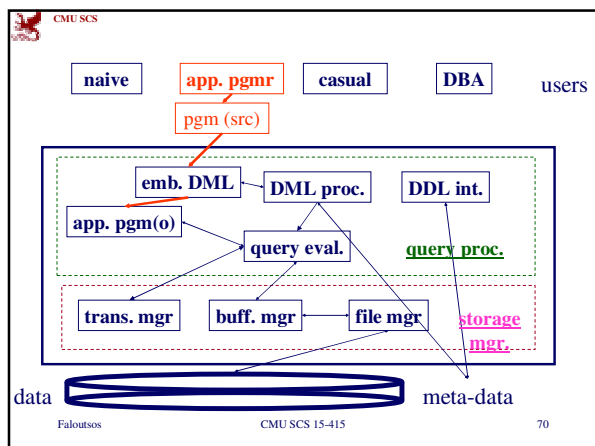 CMU SCS
naive
app. pgmr
casual
DBA
users
pgm (src)
emb. DML
DML proc.
DDL int.
app. pgm(o)
query eval.
query proc.
trans. mgr
buff. mgr
file mgr
storage
mgr.
data
meta-data
Faloutsos
CMU SCS 15-415
70